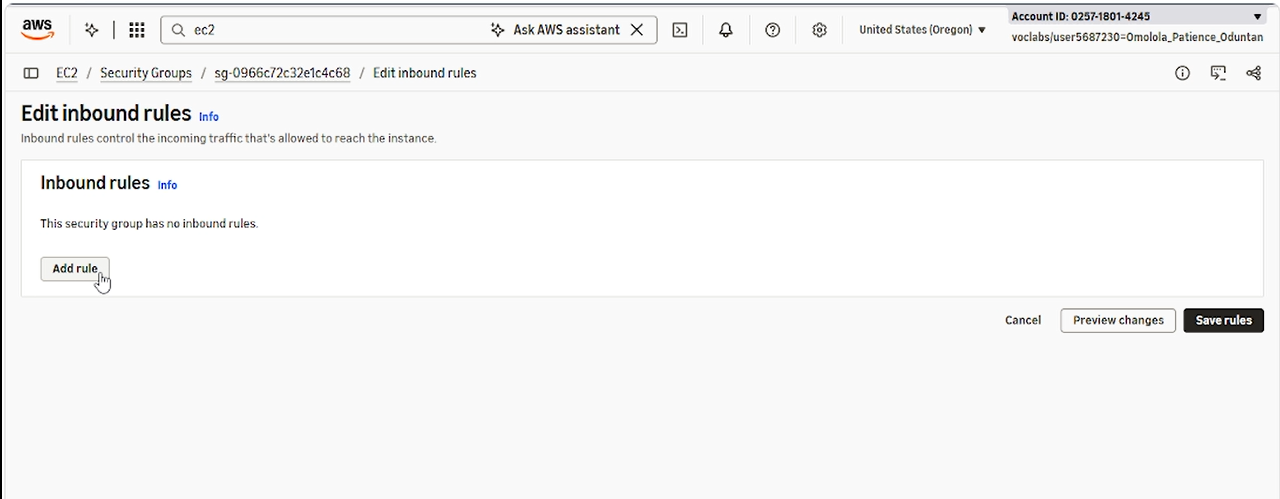 aws
ec2
Ask AWS assistant
United States (Oregon)
Account ID: 0257-1801-4245
voclabs/user5687230=Omolola_Patience_Oduntan
EC2 / Security Groups / sg-0966c72c32e1c4c68 / Edit inbound rules
Edit inbound rules Info
Inbound rules control the incoming traffic that's allowed to reach the instance.
Inbound rules Info
This security group has no inbound rules.
Add rule
Cancel
Preview changes
Save rules